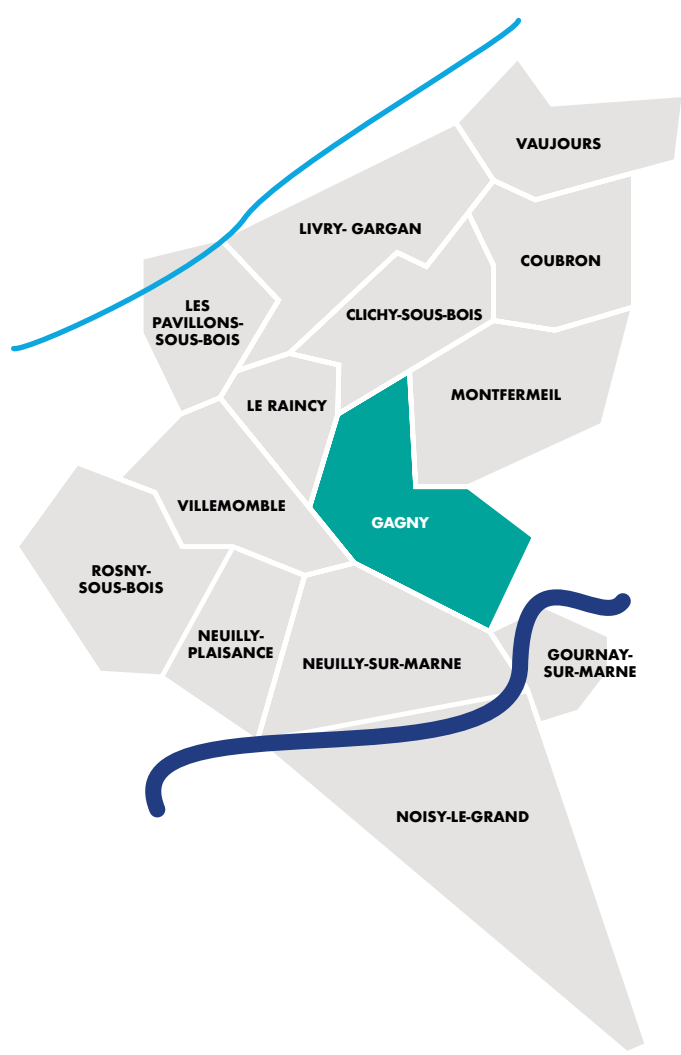 VAUJOURS
LIVRY- GARGAN
COUBRON
LES
PAVILLONS-
SOUS-BOIS
CLICHY-SOUS-BOIS
MONTFERMEIL
LE RAINCY
VILLEMOMBLE
GAGNY
ROSNY-
SOUS-BOIS
NEUILLY-
PLAISANCE
NEUILLY-SUR-MARNE
GOURNAY-
SUR-MARNE
NOISY-LE-GRAND